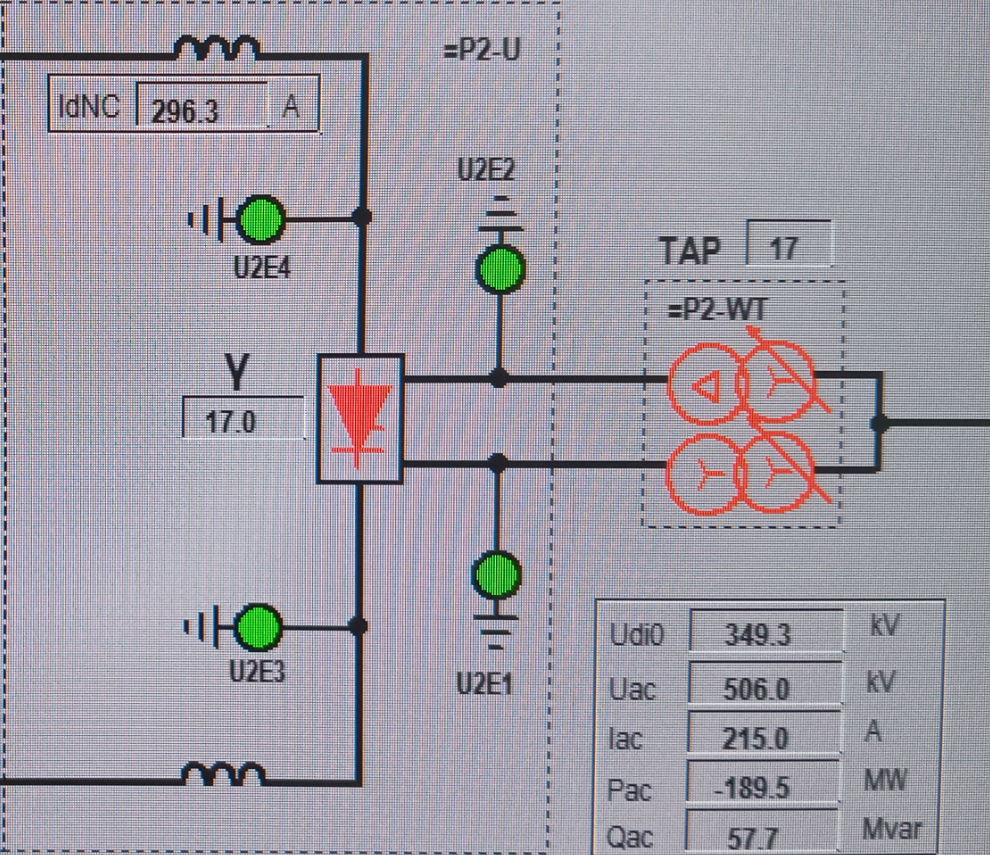 =P2-U
IdNC 296.3 A
U2E2
U2E4
TAP 17
=P2-WT
Y
17.0
U2E3
U2E1
Udi0 349.3 kV
Uac 506.0 kV
Iac 215.0 A
Pac -189.5 MW
Qac 57.7 Mvar